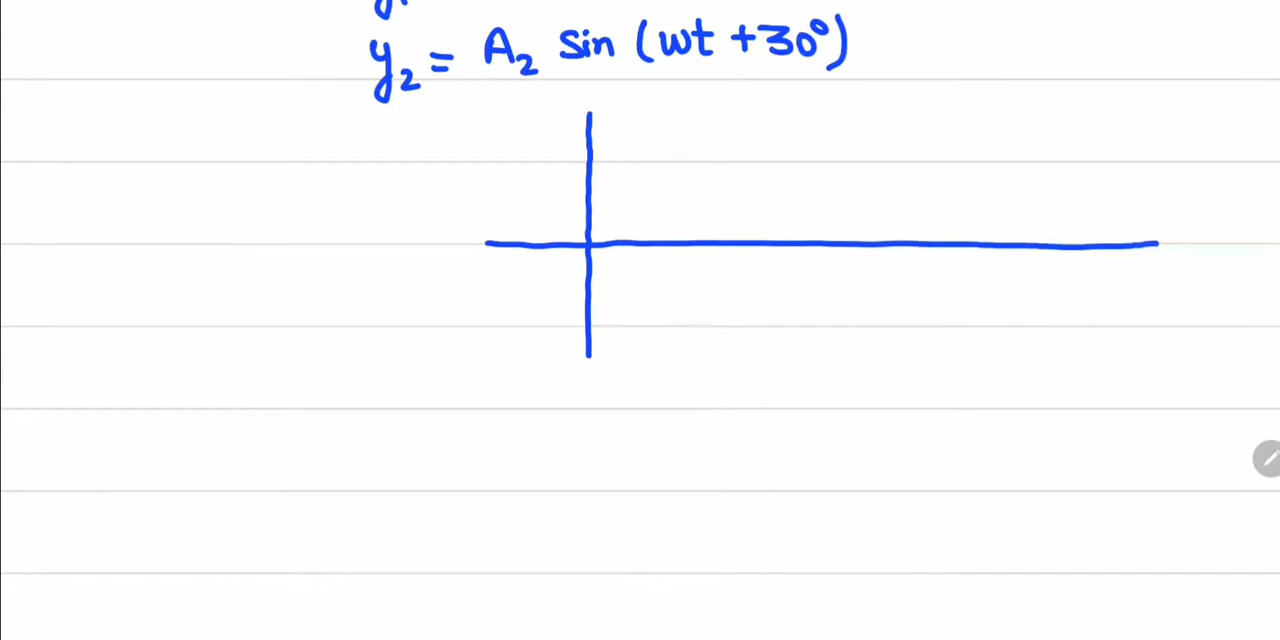 y₂ = A₂ sin (wt +30°)